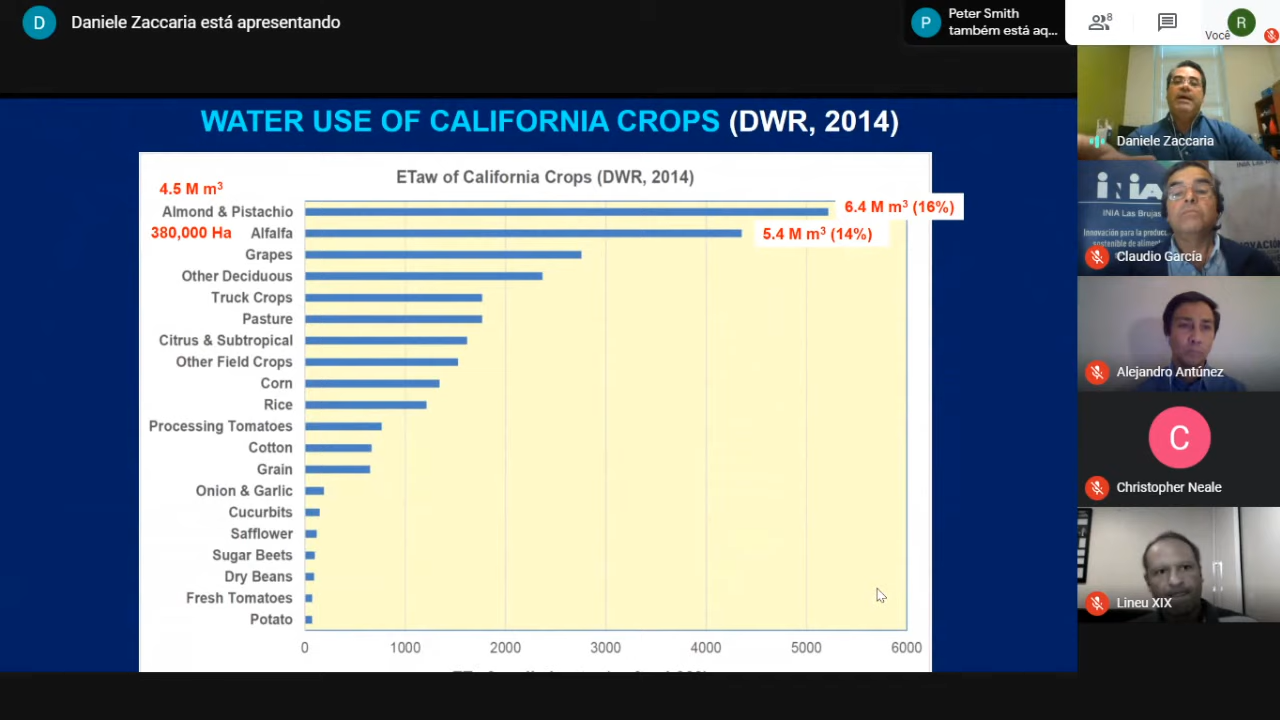 D Daniele Zaccaria está apresentando
P Peter Smith
também está aq...
8
Você
R
WATER USE OF CALIFORNIA CROPS (DWR, 2014)
ETaw of California Crops (DWR, 2014)
4.5 M m³
Almond & Pistachio
6.4 M m³ (16%)
380,000 Ha
Alfalfa
5.4 M m³ (14%)
Grapes
Other Deciduous
Truck Crops
Pasture
Citrus & Subtropical
Other Field Crops
Corn
Rice
Processing Tomatoes
Cotton
Grain
Onion & Garlic
Cucurbits
Safflower
Sugar Beets
Dry Beans
Fresh Tomatoes
Potato
0 1000 2000 3000 4000 5000 6000
Daniele Zaccaria
INIA
INIA Las Brujas
Claudio García
Alejandro Antúnez
C
Christopher Neale
Lineu XIX